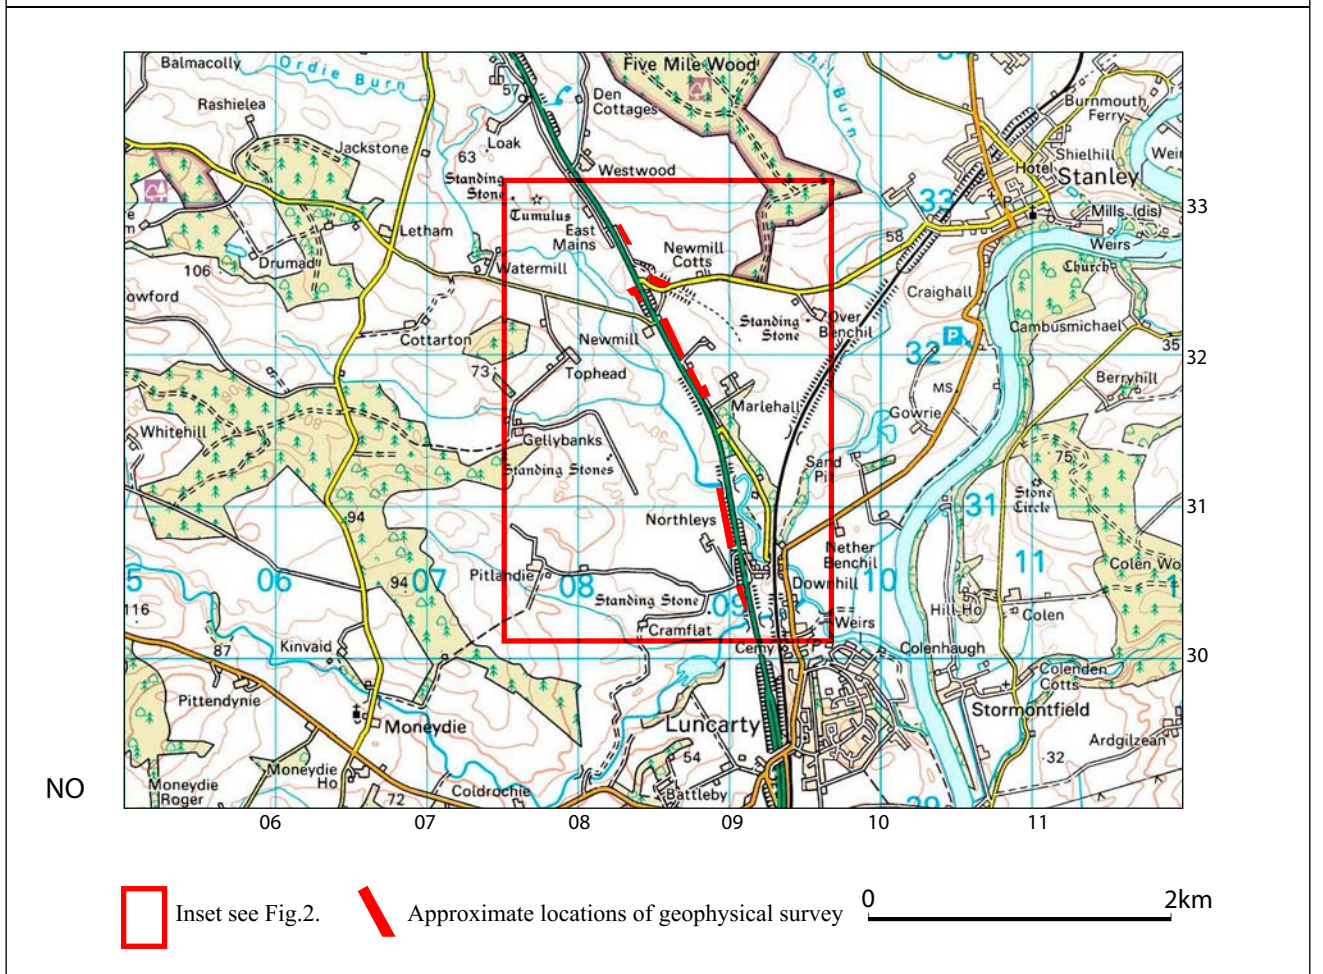 Balmacolly
Ordie Burn
57
Den
Cottages
Five Mile Wood
Burn
Burnmouth
Ferry
Rashielea
Loak
Jackstone
63
Westwood
Shielhill
Weir
Hotel
Stanley
Standing
Stone
Tumulus
33
P
33
Mills (dis)
Letham
East
Mains
Newmill
Cotts
58
Weirs
Church
Drumad
106
Watermill
Craighall
owford
Standing
Stone
Over
Benchil
Cambusmichael
Cottarton
Newmill
32
P
35
32
73
Tophead
MS
Berryhill
Marlehall
Gowrie
Whitehill
Gellybanks
Standing Stones
Sand
Pit
75
Stone
Circle
31
31
94
Northleys
Nether
Benchil
11
Colen Wo
5
06
94
07
Pitlandie
08
Downhill
10
1
116
Standing Stone
09
Hill Ho
Colen
Kinvaid
87
Cramflat
Weirs
Cemy
P
Colenhaugh
30
Colenden
Cotts
Pittendynie
Moneydie
Luncarty
Stormontfield
Ardgilzean
54
32
NO
Moneydie
Roger
Moneydie
Ho
72
Coldrochie
Battleby
06
07
08
09
10
11
Inset see Fig.2.
Approximate locations of geophysical survey
0
2km